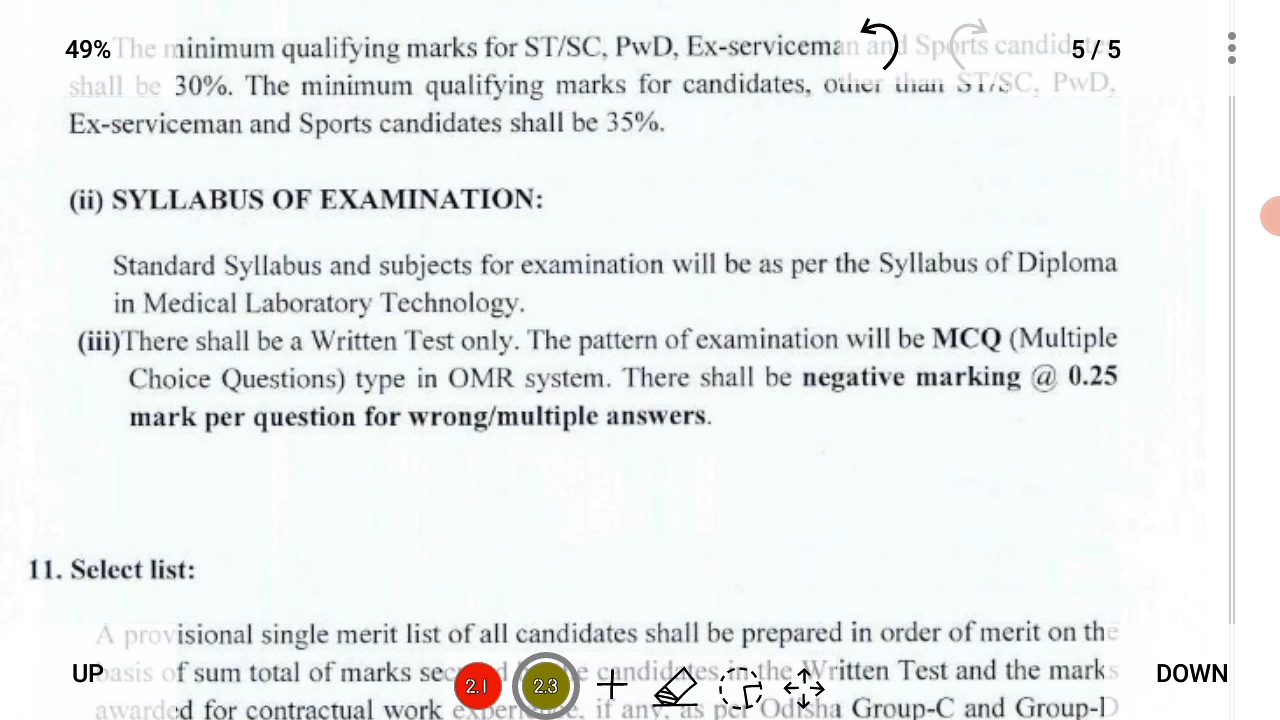 49% The minimum qualifying marks for ST/SC, PwD, Ex-serviceman and Sports candidates 5 / 5
shall be 30%. The minimum qualifying marks for candidates, other than ST/SC, PwD,
Ex-serviceman and Sports candidates shall be 35%.
(ii) SYLLABUS OF EXAMINATION:
Standard Syllabus and subjects for examination will be as per the Syllabus of Diploma
in Medical Laboratory Technology.
(iii)There shall be a Written Test only. The pattern of examination will be MCQ (Multiple
Choice Questions) type in OMR system. There shall be negative marking @ 0.25
mark per question for wrong/multiple answers.
11. Select list:
A provisional single merit list of all candidates shall be prepared in order of merit on the
UP basis of sum total of marks candidates in the Written Test and the marks DOWN
2.1 2.3
awarded for contractual work experience, if any, as per Odisha Group-C and Group-D